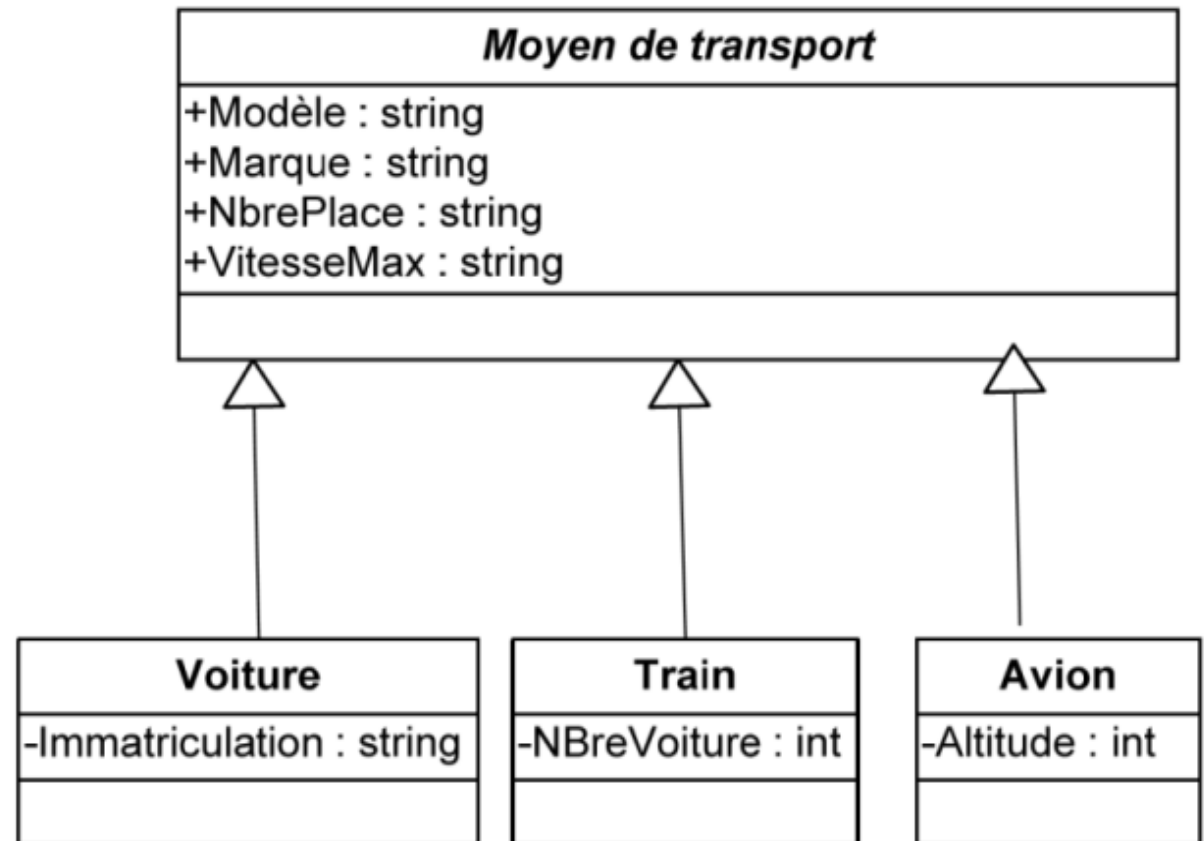 Moyen de transport
+Modèle : string
+Marque : string
+NbrePlace : string
+VitesseMax : string
Voiture
-Immatriculation : string
Train
-NBreVoiture : int
Avion
-Altitude : int